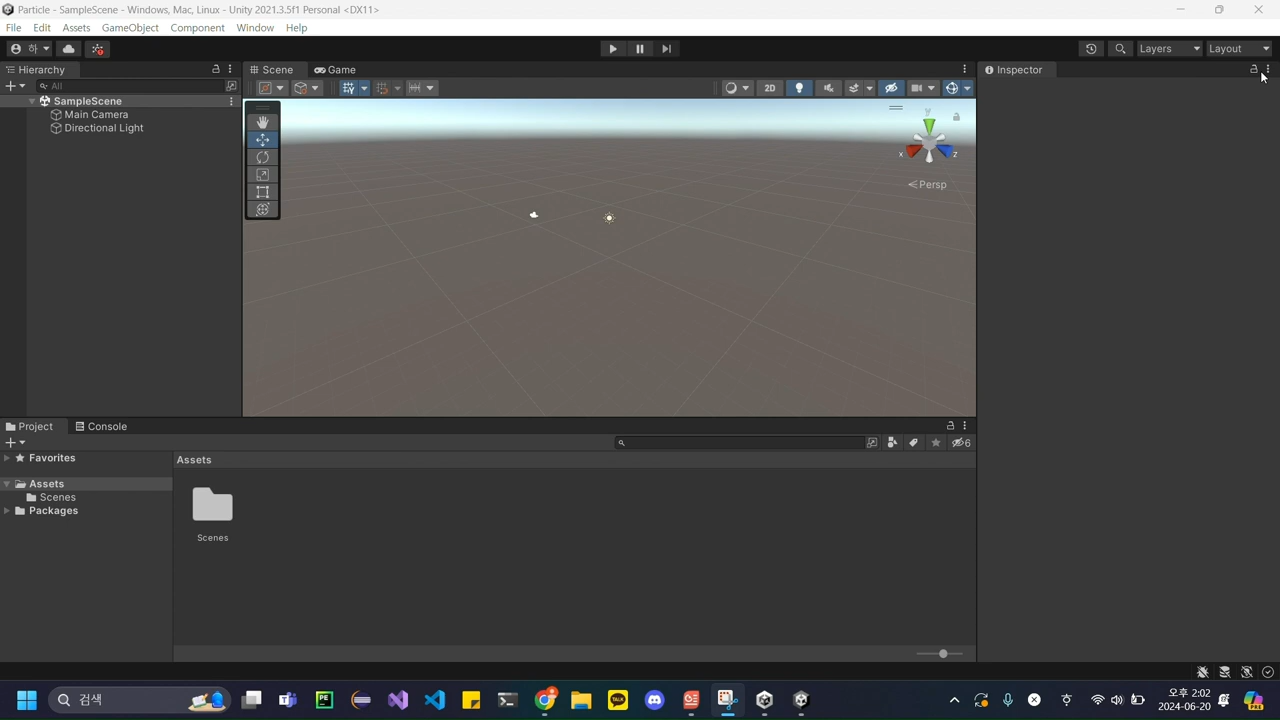 Particle - SampleScene - Windows, Mac, Linux - Unity 2021.3.5f1 Personal <DX11>
File Edit Assets GameObject Component Window Help
하 Layers Layout
Hierarchy Scene Game Inspector
All 2D
SampleScene
Main Camera
Directional Light
y
x z
Persp
Project Console
6
Favorites Assets
Assets
Scenes
Packages
Scenes
검색 PE TALK 오후 2:02
2024-06-20